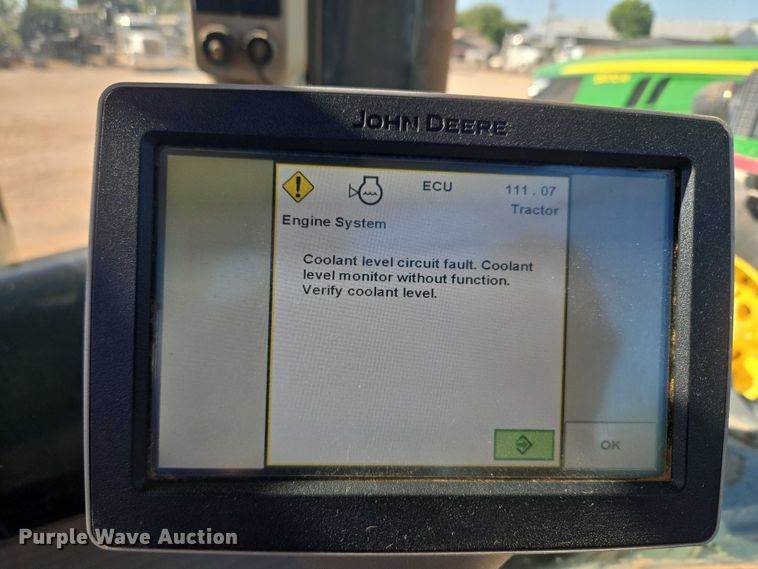 JOHN DEERE
ECU
111 . 07
Tractor
Engine System
Coolant level circuit fault. Coolant
level monitor without function.
Verify coolant level.
OK
Purple Wave Auction